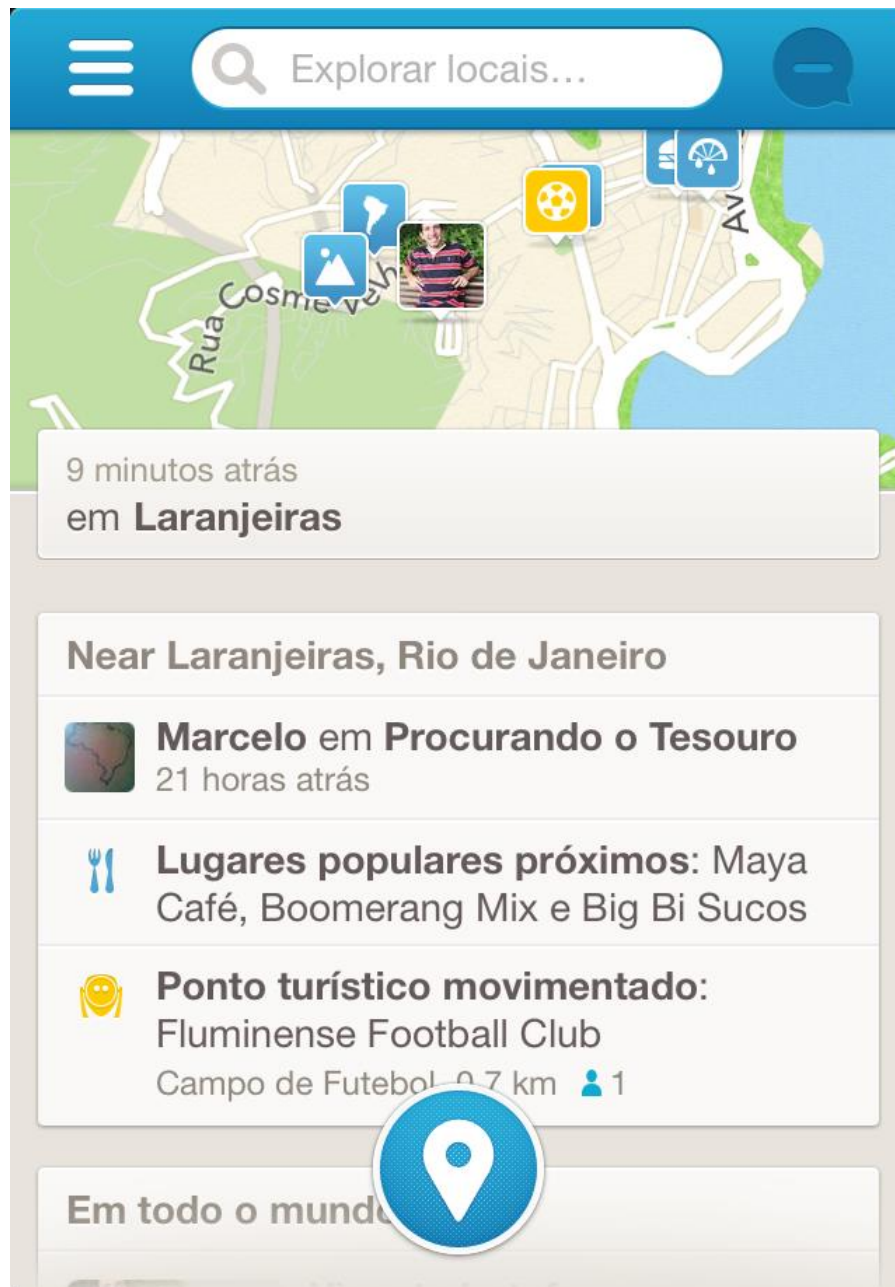 Explorar locais...
Av
Rua Cosme Velh
9 minutos atrás
em Laranjeiras
Near Laranjeiras, Rio de Janeiro
Marcelo em Procurando o Tesouro
21 horas atrás
Lugares populares próximos: Maya
Café, Boomerang Mix e Big Bi Sucos
Ponto turístico movimentado:
Fluminense Football Club
Campo de Futebol 0,7 km 1
Em todo o mundo